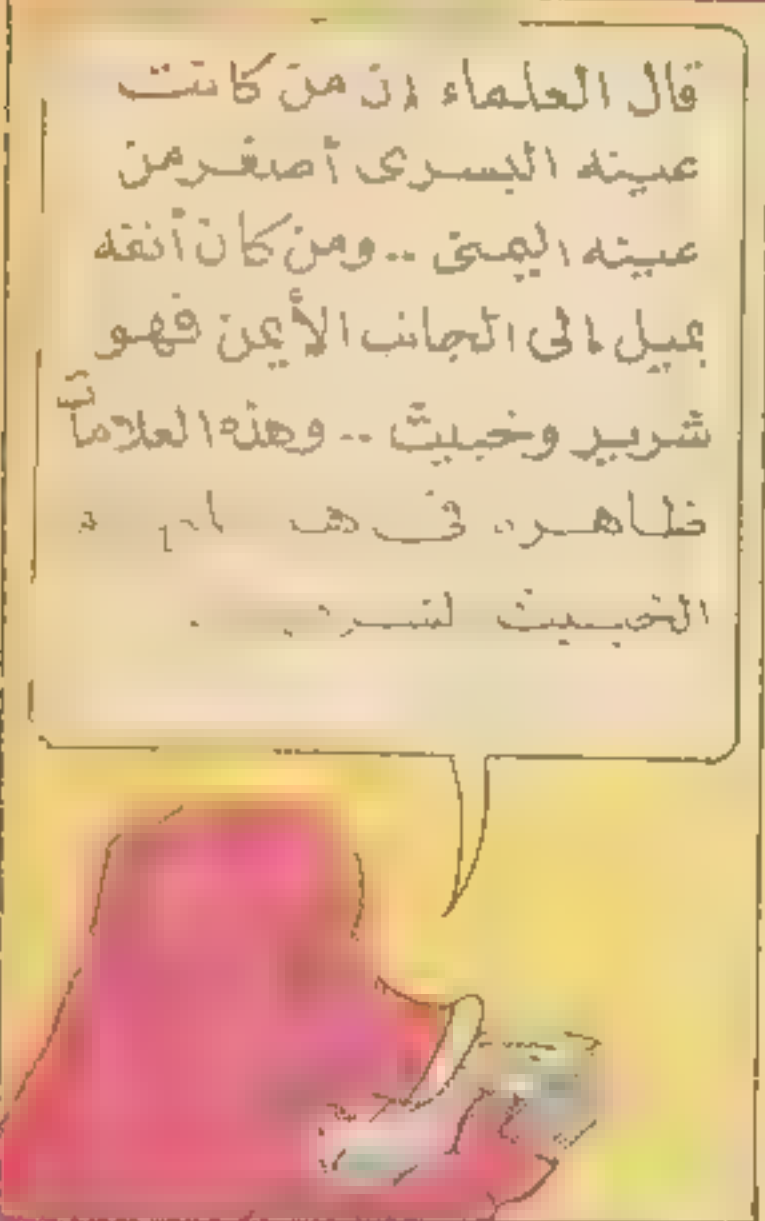 قال العلماء إن من كانت
عينه اليسرى أصغر من
عينه اليمنى .. ومن كان أنفه
يميل إلى الجانب الأيمن فهو
شرير وخبيث .. وهذه العلامات
ظاهرة في
الخبيث